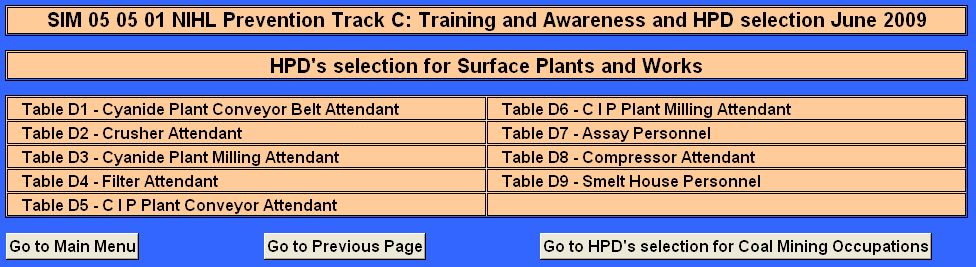 SIM 05 05 01 NIHL Prevention Track C: Training and Awareness and HPD selection June 2009
HPD's selection for Surface Plants and Works
Table D1 - Cyanide Plant Conveyor Belt Attendant
Table D6 - C I P Plant Milling Attendant
Table D2 - Crusher Attendant
Table D7 - Assay Personnel
Table D3 - Cyanide Plant Milling Attendant
Table D8 - Compressor Attendant
Table D4 - Filter Attendant
Table D9 - Smelt House Personnel
Table D5 - C I P Plant Conveyor Attendant
Go to Main Menu
Go to Previous Page
Go to HPD's selection for Coal Mining Occupations